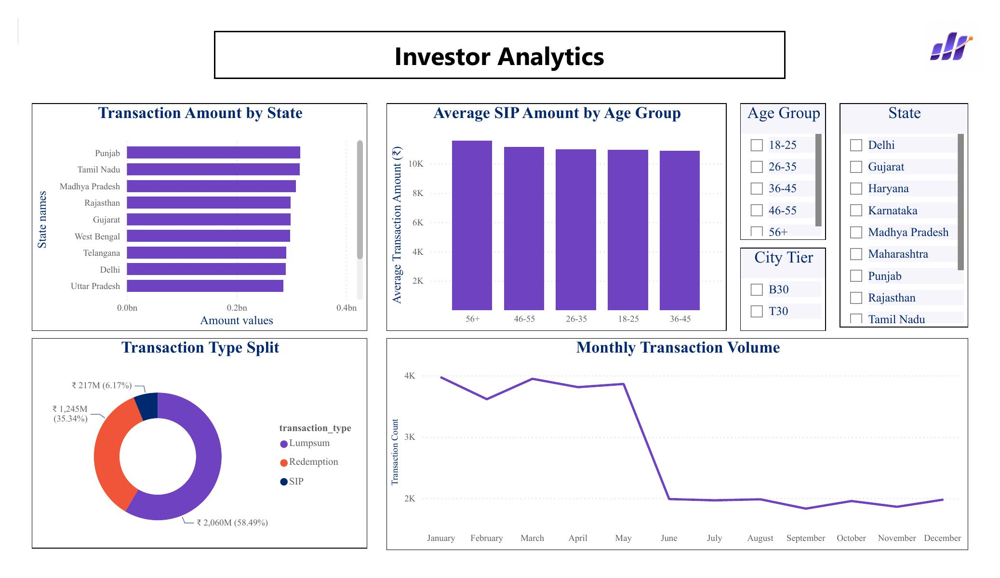 Investor Analytics
Transaction Amount by State
State names
Punjab
Tamil Nadu
Madhya Pradesh
Rajasthan
Gujarat
West Bengal
Telangana
Delhi
Uttar Pradesh
0.0bn 0.2bn 0.4bn
Amount values
Average SIP Amount by Age Group
Average Transaction Amount (₹)
10K
8K
6K
4K
2K
56+ 46-55 26-35 18-25 36-45
Age Group
18-25
26-35
36-45
46-55
56+
City Tier
B30
T30
State
Delhi
Gujarat
Haryana
Karnataka
Madhya Pradesh
Maharashtra
Punjab
Rajasthan
Tamil Nadu
Transaction Type Split
₹ 217M (6.17%)
₹ 1,245M
(35.34%)
₹ 2,060M (58.49%)
transaction_type
Lumpsum
Redemption
SIP
Monthly Transaction Volume
Transaction Count
4K
3K
2K
January February March April May June July August September October November December